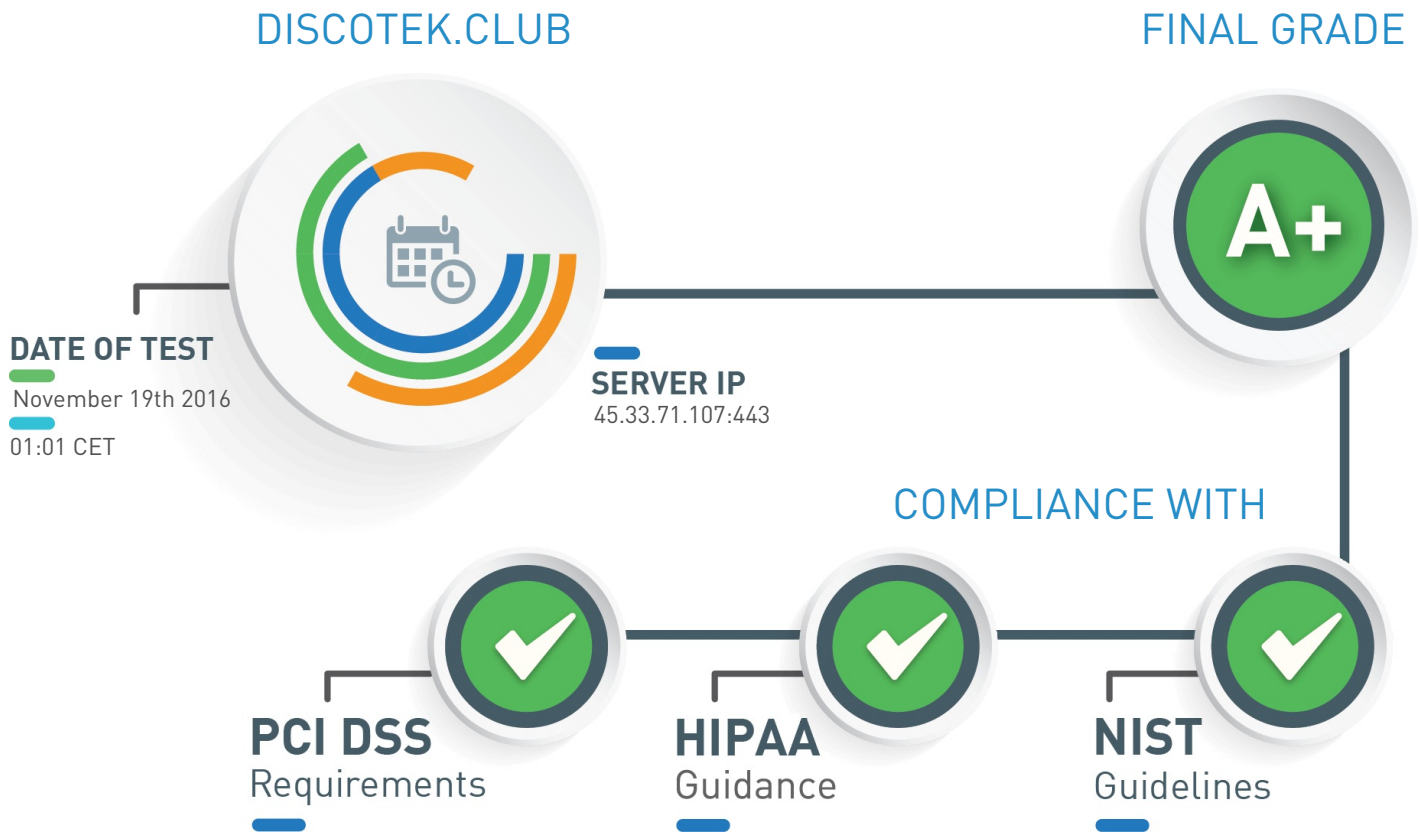 DISCOTEK.CLUB
FINAL GRADE
A+
DATE OF TEST
November 19th 2016
01:01 CET
SERVER IP
45.33.71.107:443
COMPLIANCE WITH
PCI DSS
Requirements
HIPAA
Guidance
NIST
Guidelines